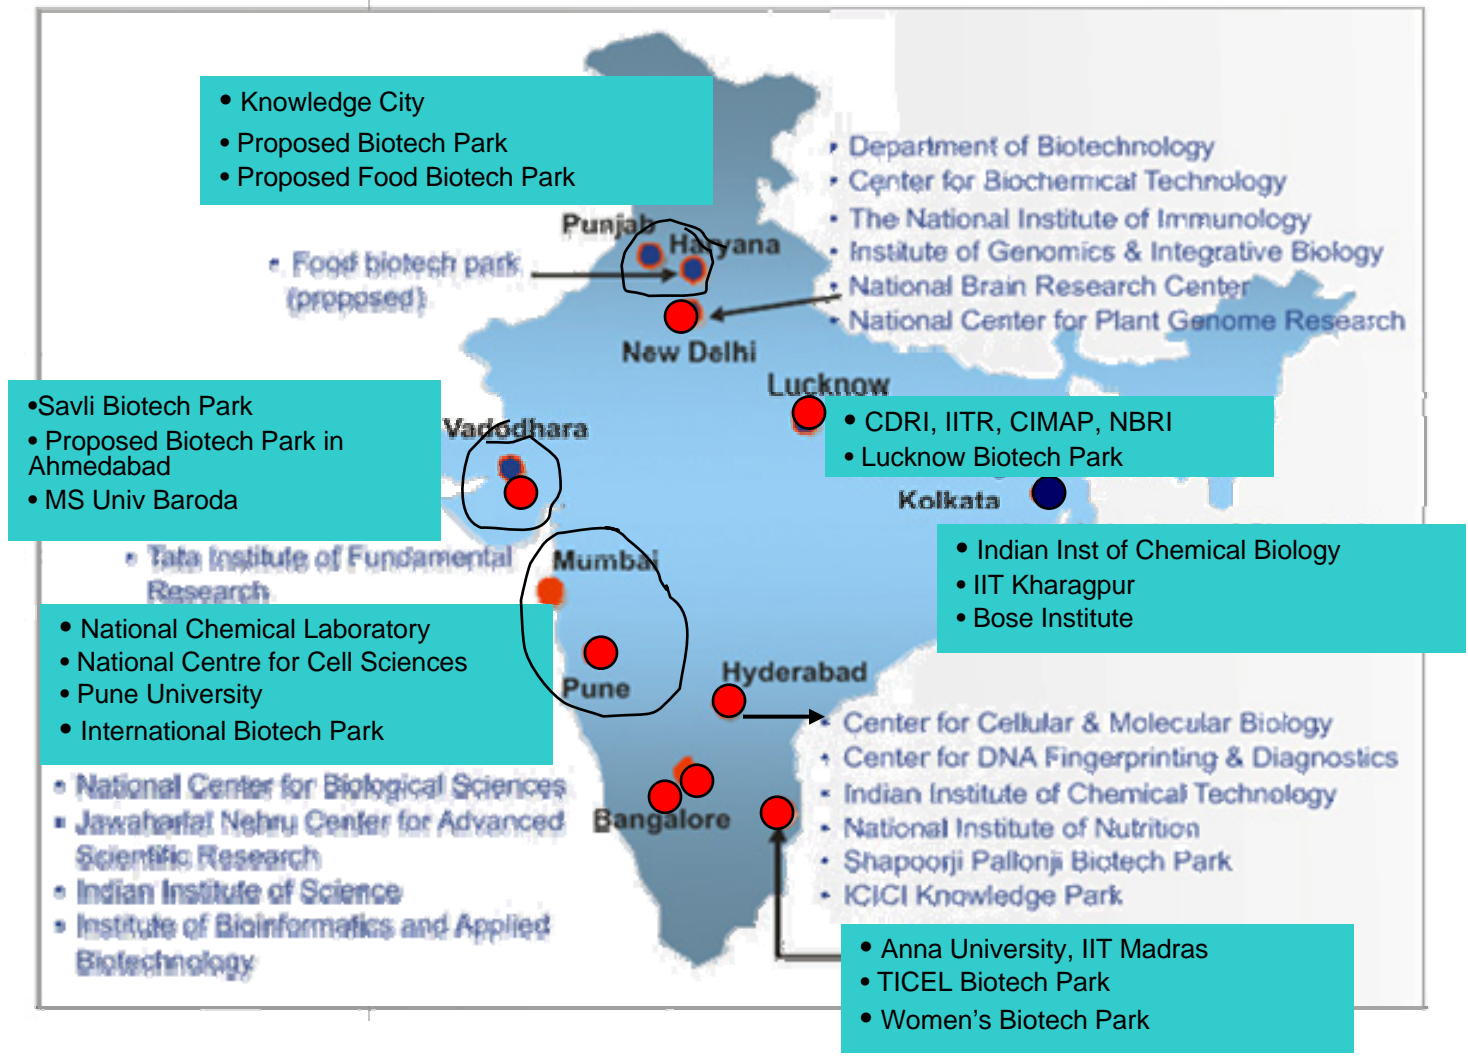 • Knowledge City
• Proposed Biotech Park
• Proposed Food Biotech Park
• Department of Biotechnology
• Center for Biochemical Technology
• The National Institute of Immunology
• Institute of Genomics & Integrative Biology
• National Brain Research Center
• National Center for Plant Genome Research
Punjab
Haryana
• Food biotech park
(proposed)
New Delhi
Lucknow
•Savli Biotech Park
• Proposed Biotech Park in
Ahmedabad
• MS Univ Baroda
Vadodhara
• CDRI, IITR, CIMAP, NBRI
• Lucknow Biotech Park
Kolkata
• Indian Inst of Chemical Biology
• IIT Kharagpur
• Bose Institute
• Tata Institute of Fundamental
Research
Mumbai
• National Chemical Laboratory
• National Centre for Cell Sciences
• Pune University
• International Biotech Park
Pune
Hyderabad
• Center for Cellular & Molecular Biology
• Center for DNA Fingerprinting & Diagnostics
• Indian Institute of Chemical Technology
• National Institute of Nutrition
• Shapoorji Pallonji Biotech Park
• ICICI Knowledge Park
• National Center for Biological Sciences
• Jawaharlal Nehru Center for Advanced
Scientific Research
• Indian Institute of Science
• Institute of Bioinformatics and Applied
Biotechnology
Bangalore
• Anna University, IIT Madras
• TICEL Biotech Park
• Women's Biotech Park